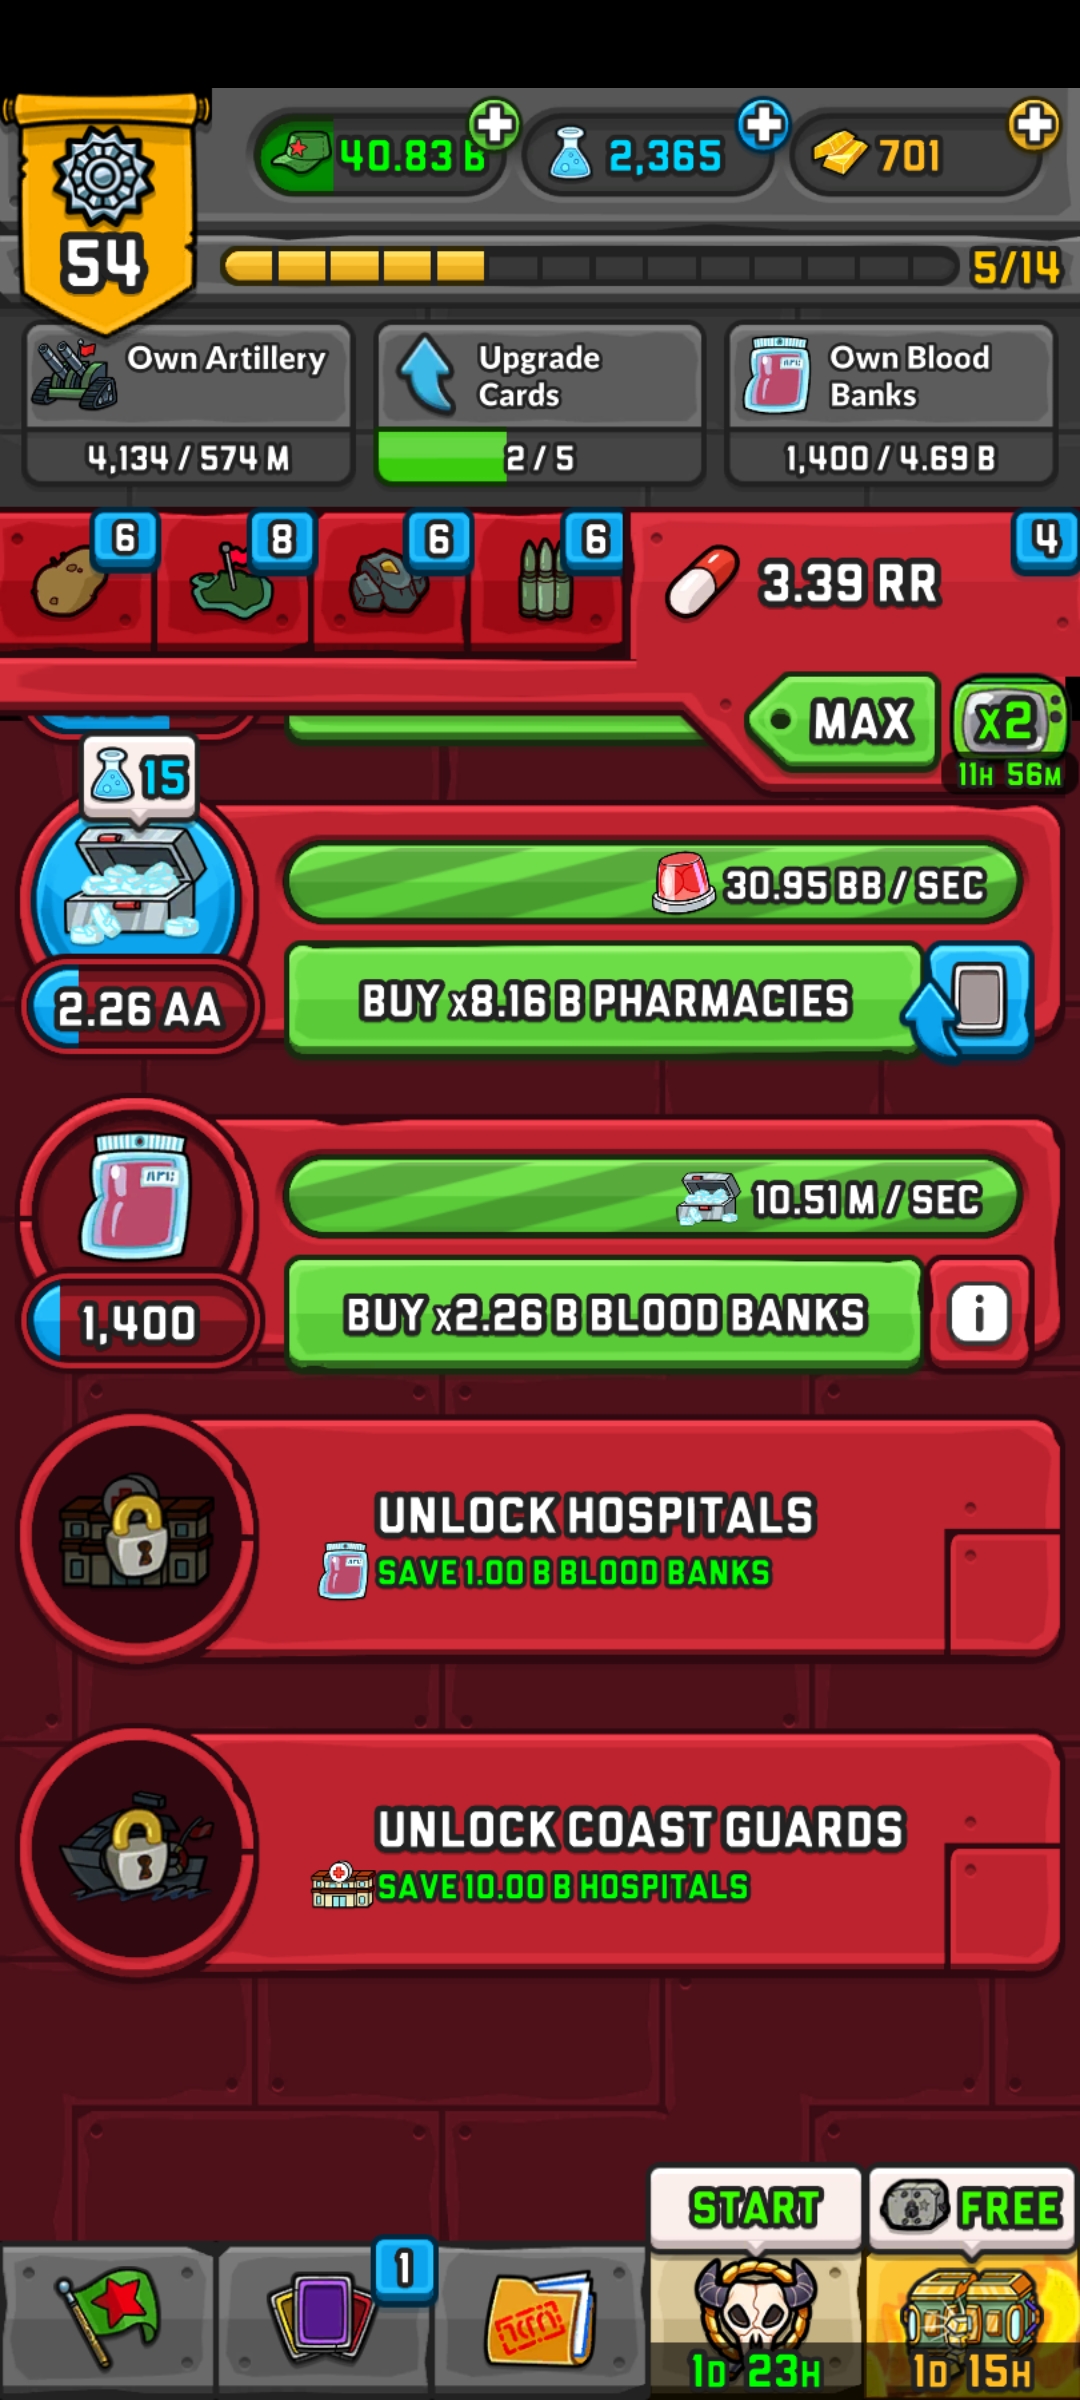 54
40.83 B
2,365
701
5/14
Own Artillery
4,134 / 574 M
Upgrade
Cards
2 / 5
Own Blood
Banks
1,400 / 4.69 B
6
8
6
6
3.39 RR
4
MAX
x2
11H 56M
15
30.95 BB / SEC
2.26 AA
BUY x8.16 B PHARMACIES
10.51 M / SEC
1,400
BUY x2.26 B BLOOD BANKS
i
UNLOCK HOSPITALS
SAVE 1.00 B BLOOD BANKS
UNLOCK COAST GUARDS
SAVE 10.00 B HOSPITALS
START
FREE
1
1D 23H
1D 15H